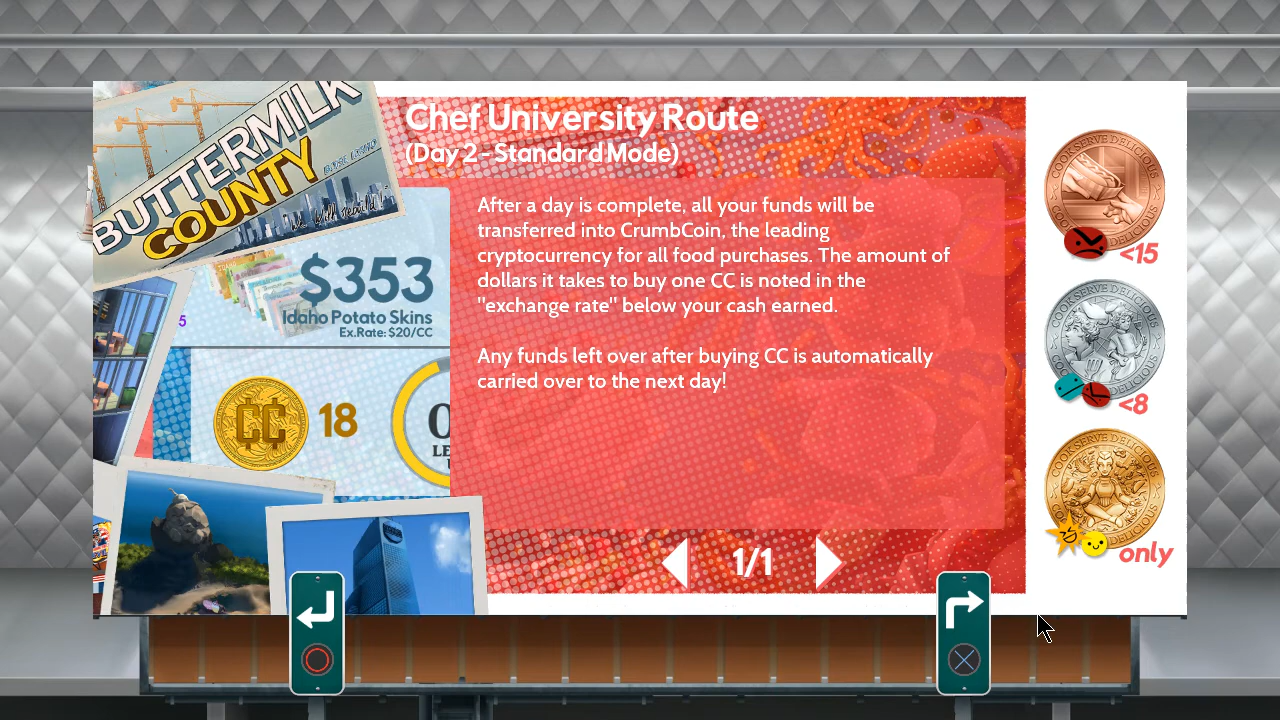 BUTTERMILK
COUNTY
Chef University Route
(Day 2 - Standard Mode)
After a day is complete, all your funds will be
transferred into CrumbCoin, the leading
cryptocurrency for all food purchases. The amount of
dollars it takes to buy one CC is noted in the
"exchange rate" below your cash earned.
Any funds left over after buying CC is automatically
carried over to the next day!
$353
Idaho Potato Skins
Ex.Rate: $20/CC
5
CC
18
1/1
COOK SERVE DELICIOUS
DELICIOUS
<15
COOK SERVE DELICIOUS
DELICIOUS
<8
COOK SERVE DELICIOUS
DELICIOUS
only